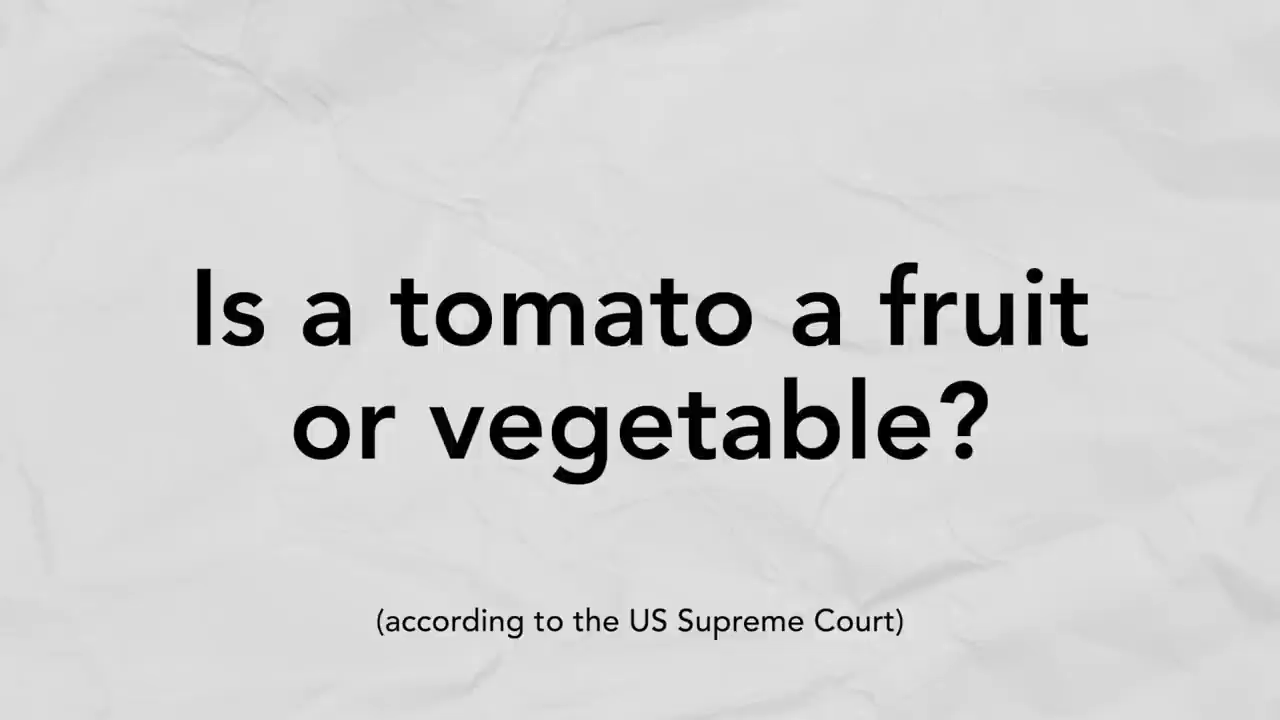 Is a tomato a fruit
or vegetable?
(according to the US Supreme Court)